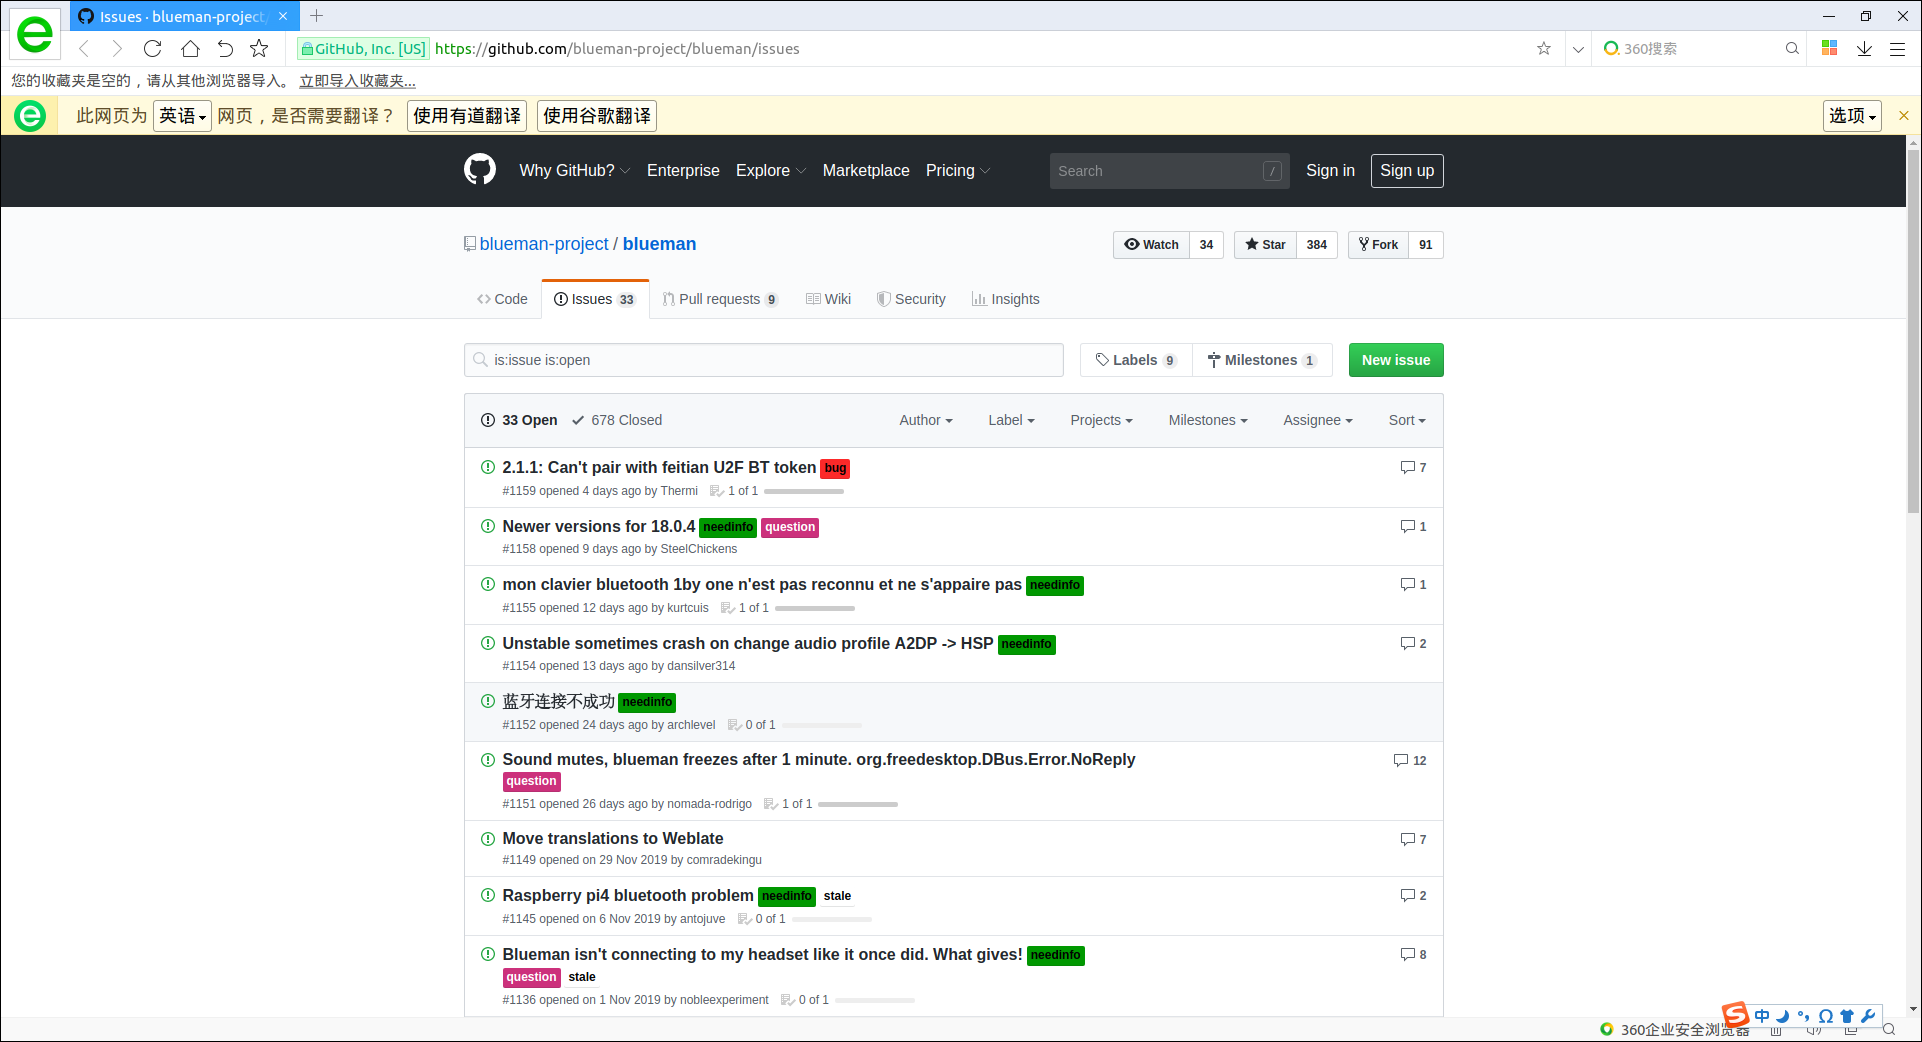 Issues · blueman-project
GitHub, Inc. [US] https://github.com/blueman-project/blueman/issues 360搜索
您的收藏夹是空的，请从其他浏览器导入。 立即导入收藏夹...
此网页为 英语 网页，是否需要翻译？ 使用有道翻译 使用谷歌翻译 选项
Why GitHub? Enterprise Explore Marketplace Pricing Search / Sign in Sign up
blueman-project / blueman Watch 34 Star 384 Fork 91
Code Issues 33 Pull requests 9 Wiki Security Insights
is:issue is:open Labels 9 Milestones 1 New issue
33 Open 678 Closed Author Label Projects Milestones Assignee Sort
2.1.1: Can't pair with feitian U2F BT token bug 7
#1159 opened 4 days ago by Thermi 1 of 1
Newer versions for 18.0.4 needinfo question 1
#1158 opened 9 days ago by SteelChickens
mon clavier bluetooth 1by one n'est pas reconnu et ne s'appaire pas needinfo 1
#1155 opened 12 days ago by kurtcuis 1 of 1
Unstable sometimes crash on change audio profile A2DP -> HSP needinfo 2
#1154 opened 13 days ago by dansilver314
蓝牙连接不成功 needinfo
#1152 opened 24 days ago by archlevel 0 of 1
Sound mutes, blueman freezes after 1 minute. org.freedesktop.DBus.Error.NoReply 12
question
#1151 opened 26 days ago by nomada-rodrigo 1 of 1
Move translations to Weblate 7
#1149 opened on 29 Nov 2019 by comradekingu
Raspberry pi4 bluetooth problem needinfo stale 2
#1145 opened on 6 Nov 2019 by antojuve 0 of 1
Blueman isn't connecting to my headset like it once did. What gives! needinfo 8
question stale
#1136 opened on 1 Nov 2019 by nobleexperiment 0 of 1
S 中
360企业安全浏览器